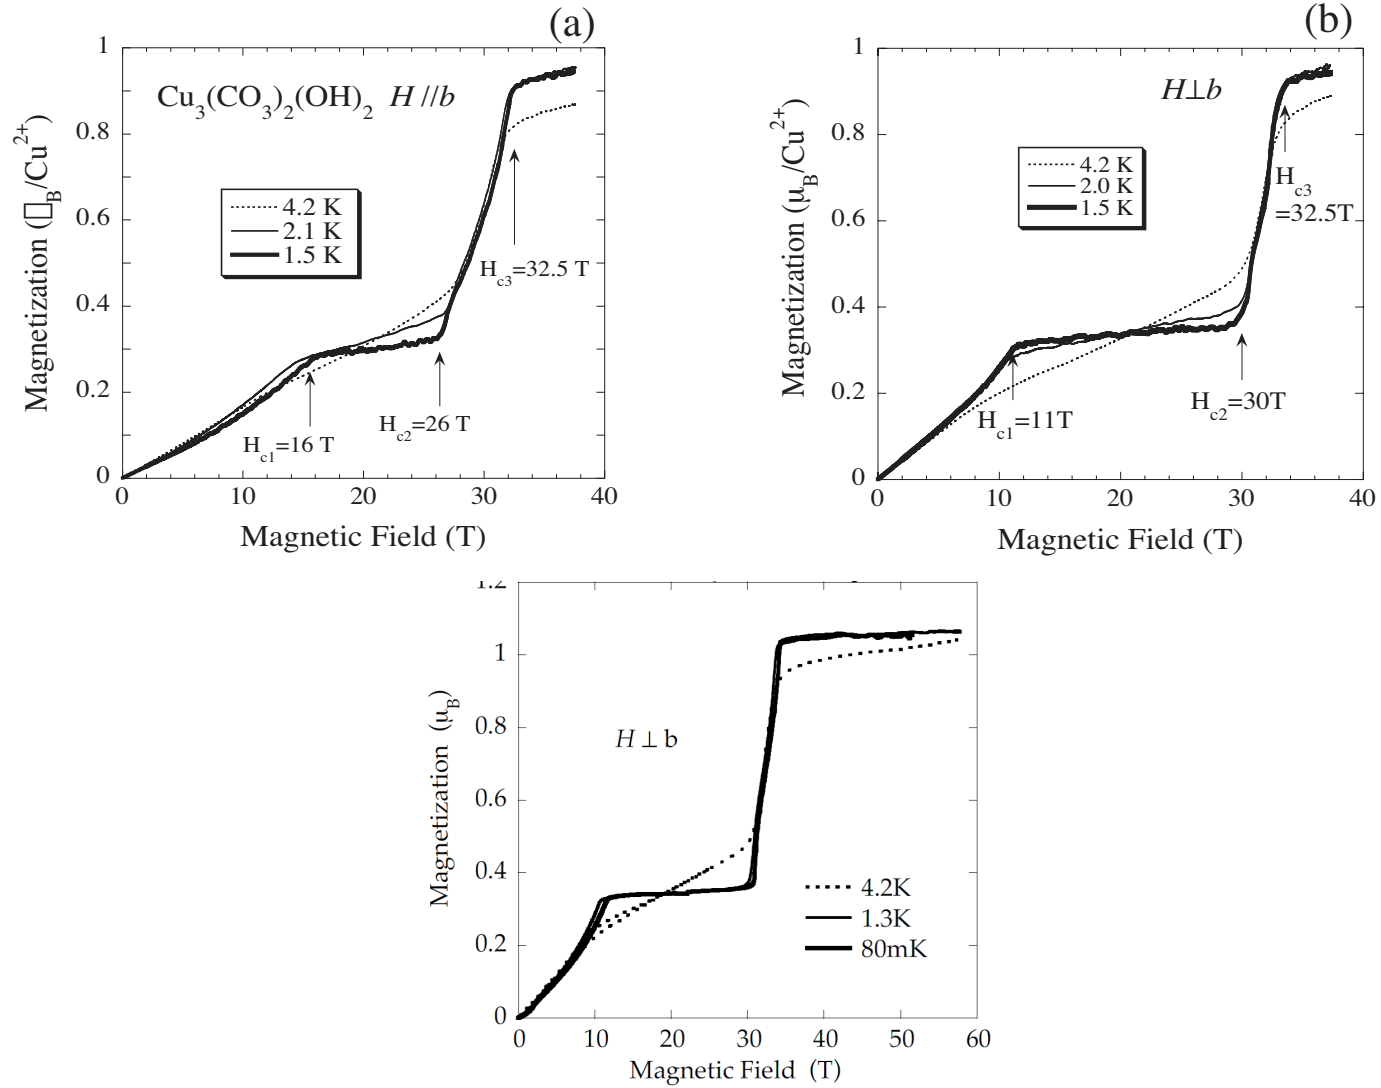 (a)
Cu3(CO3)2(OH)2 H //b
4.2 K
2.1 K
1.5 K
Hc3=32.5 T
Hc1=16 T
Hc2=26 T
1
0.8
0.6
0.4
0.2
0
0 10 20 30 40
Magnetization (□B/Cu2+
Magnetic Field (T)
(b)
H⊥b
4.2 K
2.0 K
1.5 K
Hc3
=32.5T
Hc1=11T
Hc2=30T
1
0.8
0.6
0.4
0.2
0
0 10 20 30 40
Magnetization (μB/Cu2+
Magnetic Field (T)
1.2
1
0.8
0.6
0.4
0.2
0
0 10 20 30 40 50 60
Magnetization (μB)
H ⊥ b
4.2K
1.3K
80mK
Magnetic Field (T)